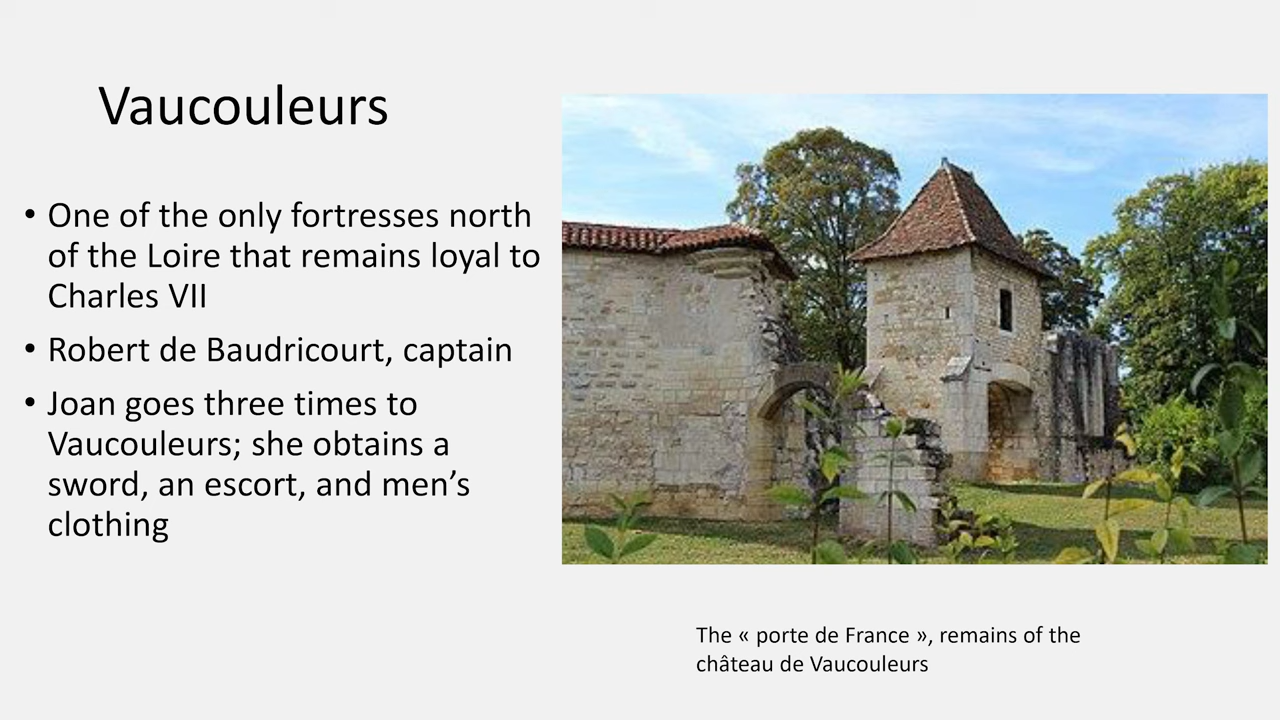 Vaucouleurs
• One of the only fortresses north
of the Loire that remains loyal to
Charles VII
• Robert de Baudricourt, captain
• Joan goes three times to
Vaucouleurs; she obtains a
sword, an escort, and men’s
clothing
The « porte de France », remains of the
château de Vaucouleurs